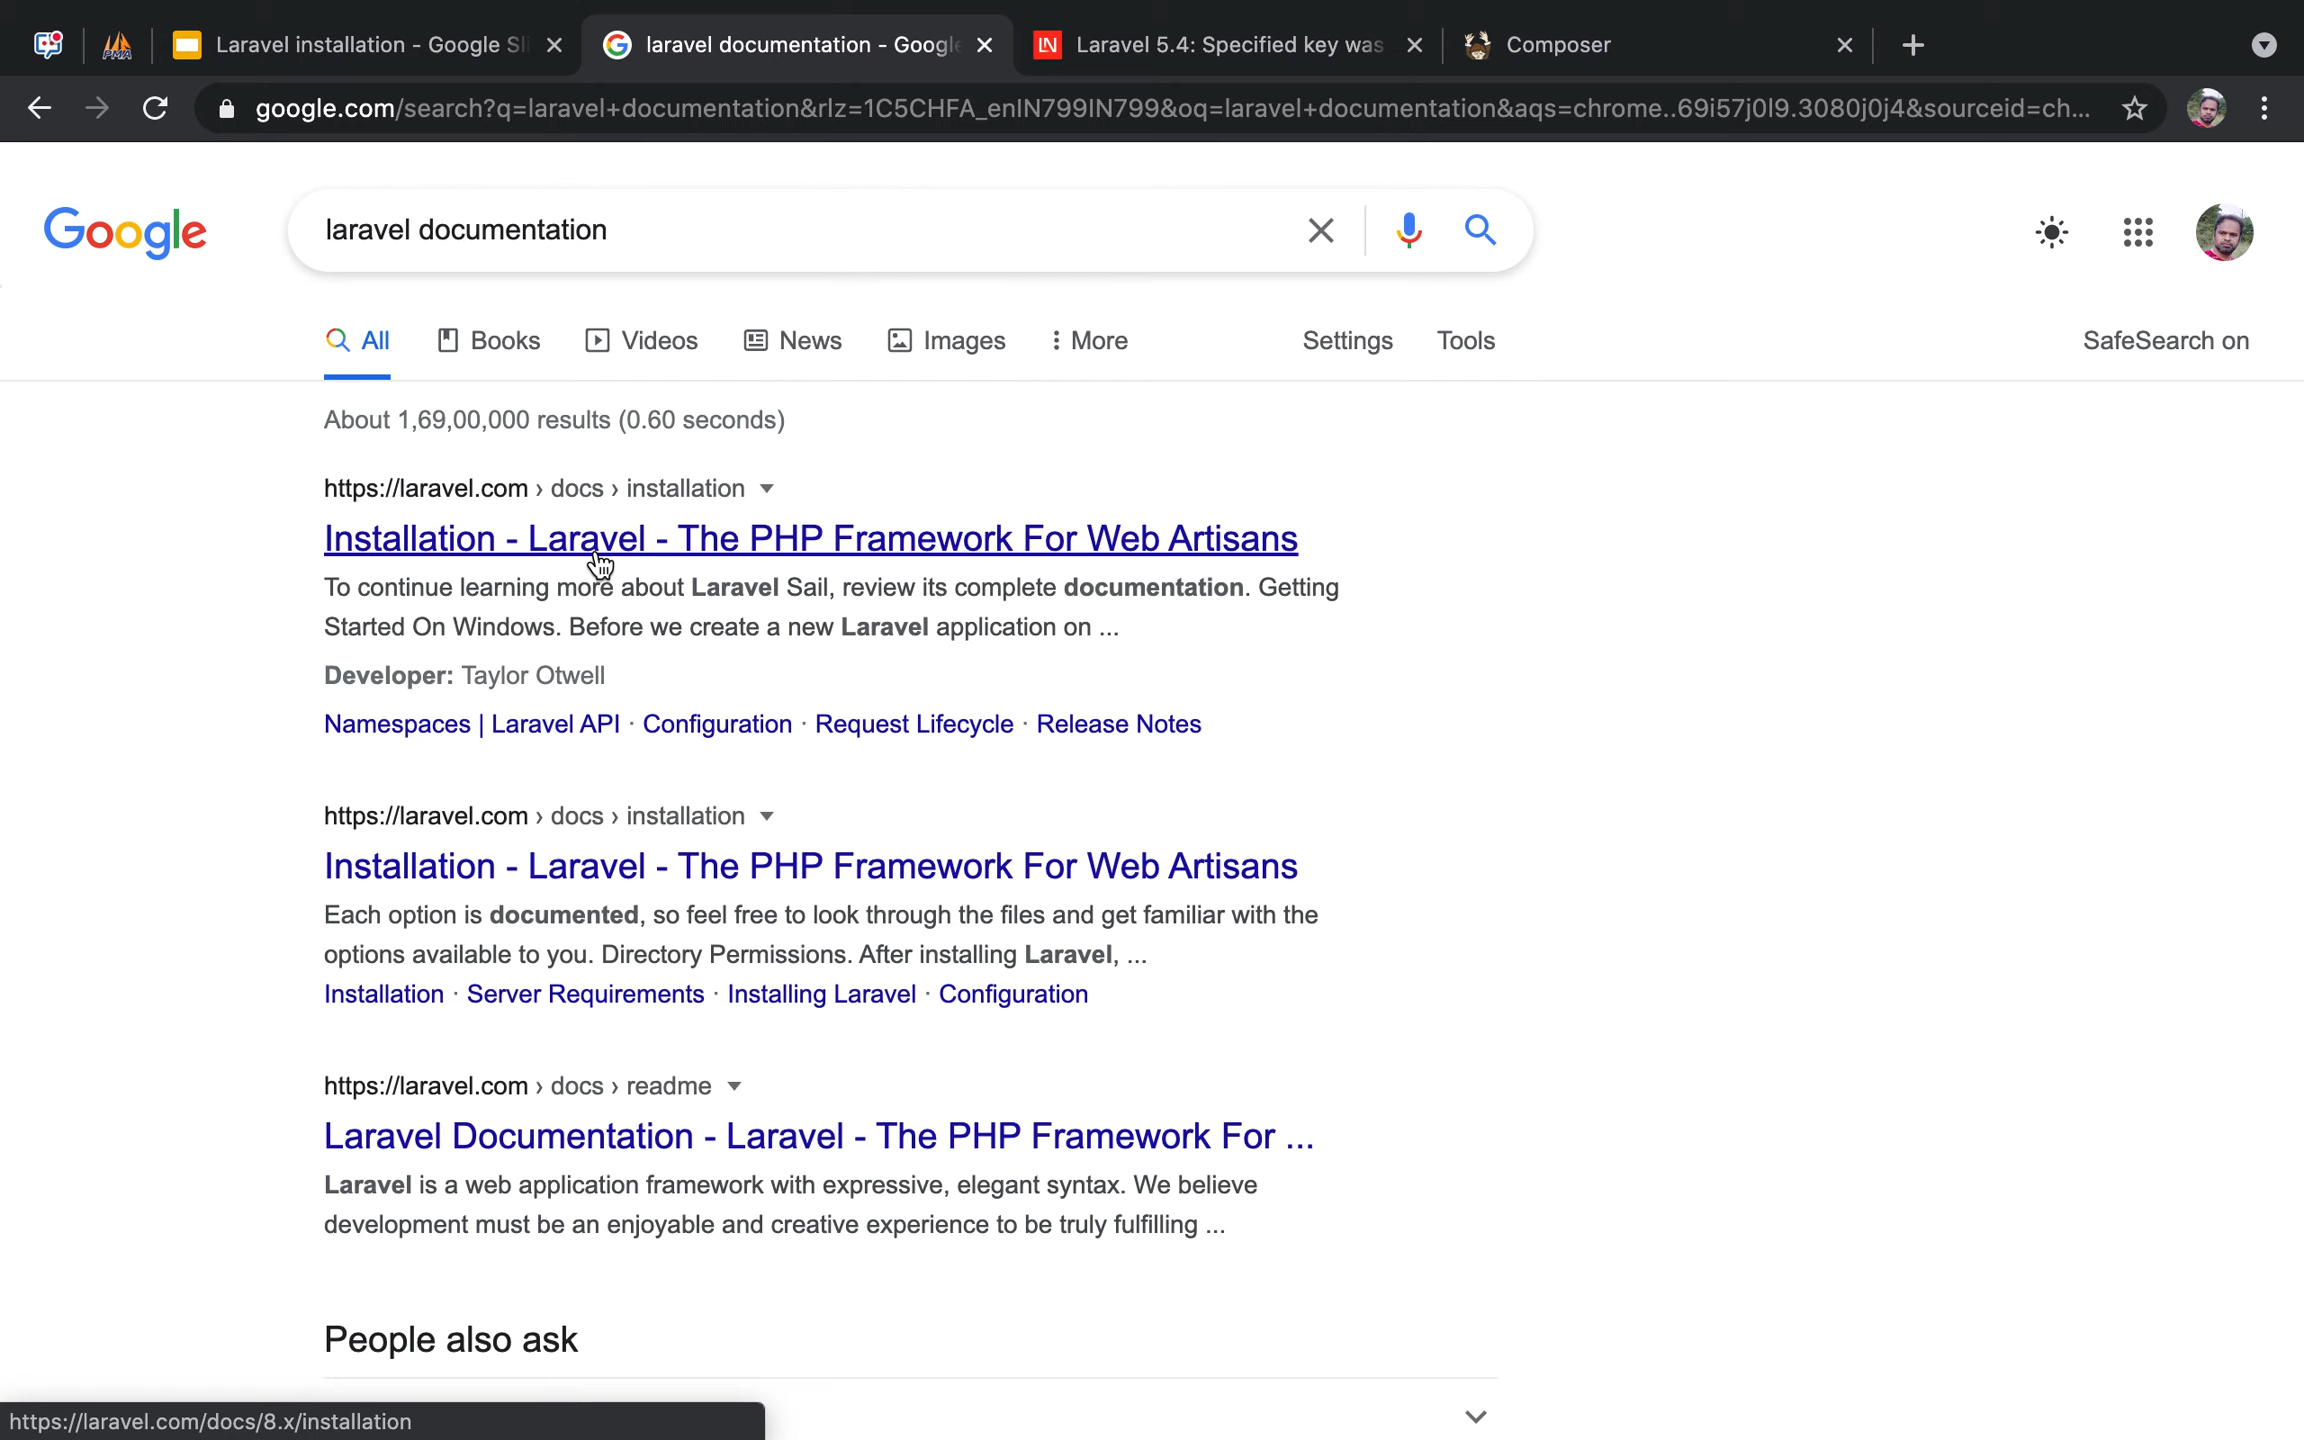 PMA
Laravel installation - Google Sli
laravel documentation - Google
LN
Laravel 5.4: Specified key was
Composer
google.com/search?q=laravel+documentation&rlz=1C5CHFA_enIN799IN799&oq=laravel+documentation&aqs=chrome..69i57j0l9.3080j0j4&sourceid=ch...
Google
laravel documentation
All
Books
Videos
News
Images
More
Settings
Tools
SafeSearch on
About 1,69,00,000 results (0.60 seconds)
https://laravel.com › docs › installation
Installation - Laravel - The PHP Framework For Web Artisans
To continue learning more about Laravel Sail, review its complete documentation. Getting
Started On Windows. Before we create a new Laravel application on ...
Developer: Taylor Otwell
Namespaces | Laravel API · Configuration · Request Lifecycle · Release Notes
https://laravel.com › docs › installation
Installation - Laravel - The PHP Framework For Web Artisans
Each option is documented, so feel free to look through the files and get familiar with the
options available to you. Directory Permissions. After installing Laravel, ...
Installation · Server Requirements · Installing Laravel · Configuration
https://laravel.com › docs › readme
Laravel Documentation - Laravel - The PHP Framework For ...
Laravel is a web application framework with expressive, elegant syntax. We believe
development must be an enjoyable and creative experience to be truly fulfilling ...
People also ask
https://laravel.com/docs/8.x/installation